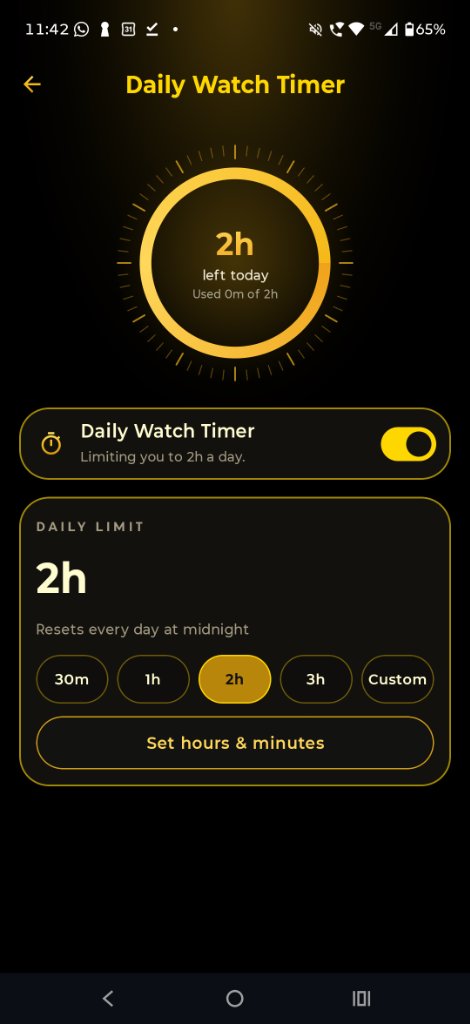 11:42 31 5G 65%
Daily Watch Timer
2h
left today
Used 0m of 2h
Daily Watch Timer
Limiting you to 2h a day.
DAILY LIMIT
2h
Resets every day at midnight
30m 1h 2h 3h Custom
Set hours & minutes